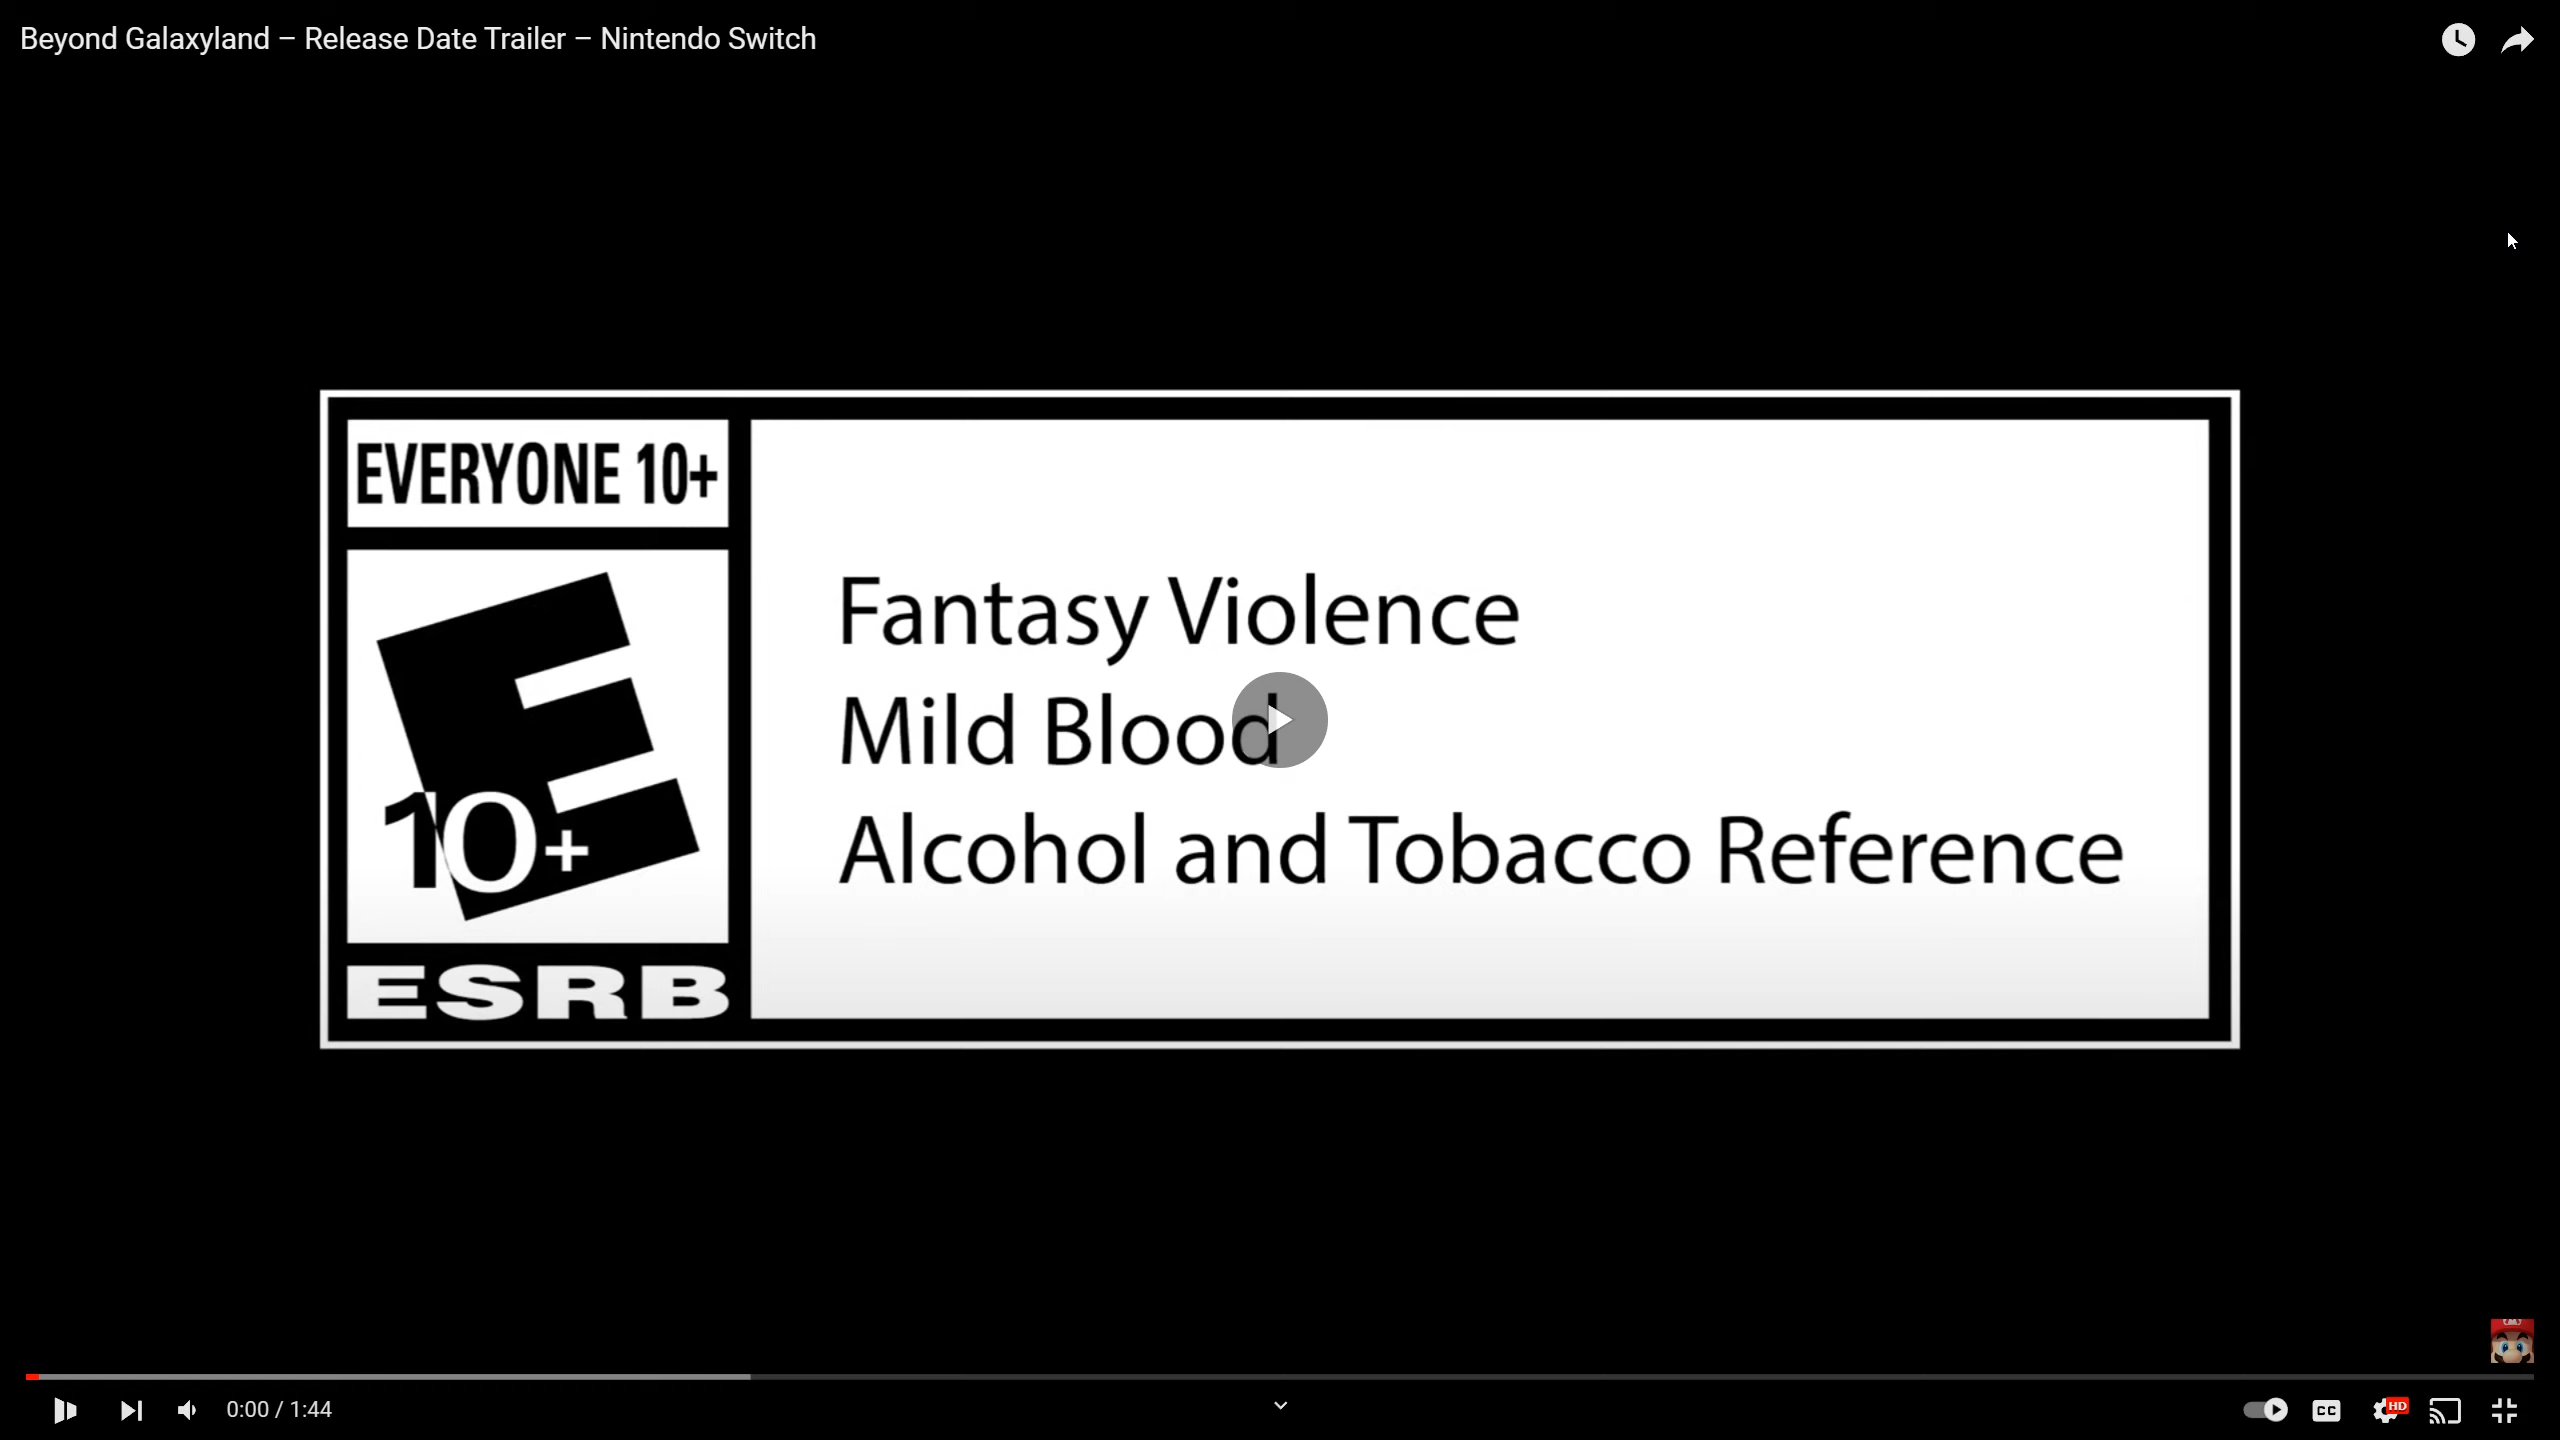 Beyond Galaxyland – Release Date Trailer – Nintendo Switch
EVERYONE 10+
E
10+
ESRB
Fantasy Violence
Mild Blood
Alcohol and Tobacco Reference
M
0:00 / 1:44
CC
HD